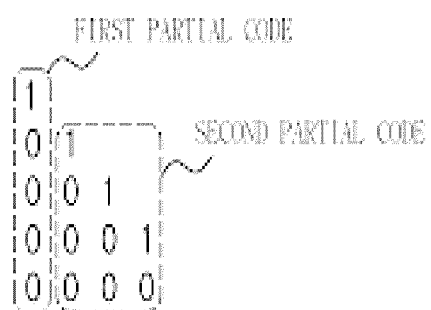 FIRST PARTIAL CODE
1
0 1
SECOND PARTIAL CODE
0 0 1
0 0 0 1
0 0 0 0